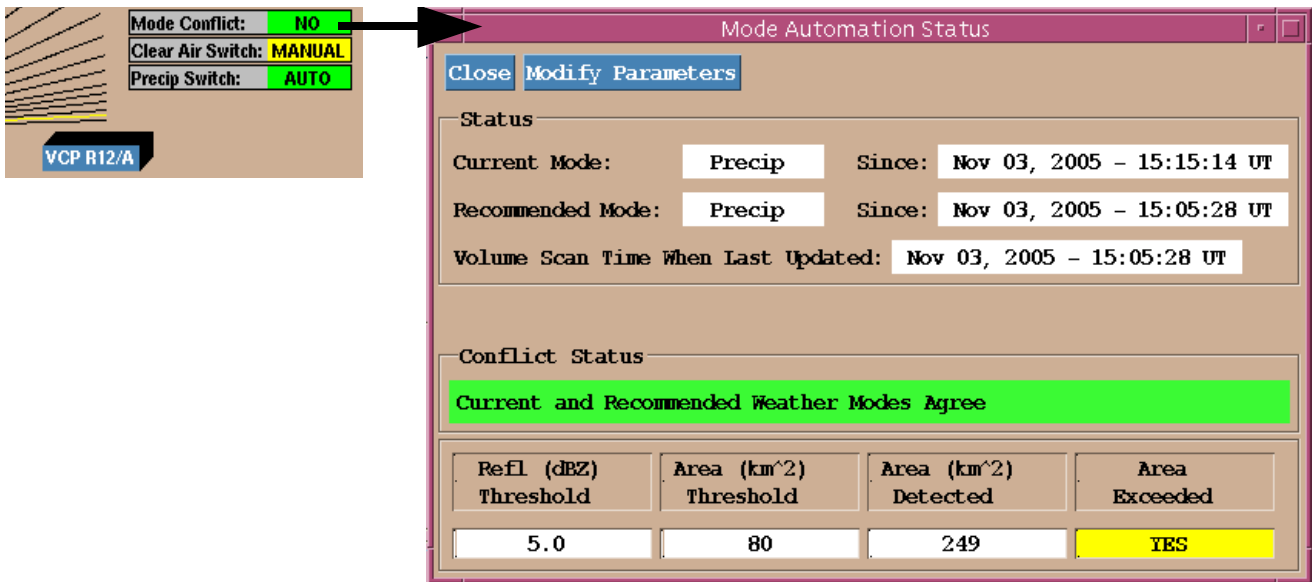 Mode Conflict: NO
Clear Air Switch: MANUAL
Precip Switch: AUTO
VCP R12/A
Mode Automation Status
Close Modify Parameters
Status
Current Mode: Precip Since: Nov 03, 2005 - 15:15:14 UT
Recommended Mode: Precip Since: Nov 03, 2005 - 15:05:28 UT
Volume Scan Time When Last Updated: Nov 03, 2005 - 15:05:28 UT
Conflict Status
Current and Recommended Weather Modes Agree
Refl (dBZ) Area (km^2) Area (km^2) Area
Threshold Threshold Detected Exceeded
5.0 80 249 YES